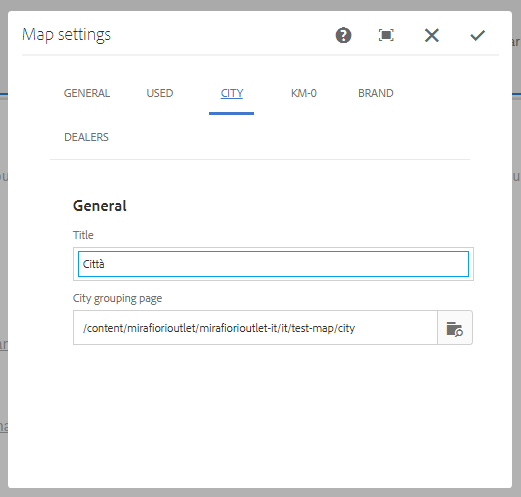 Map settings
GENERAL USED CITY KM-0 BRAND
DEALERS
General
Title
Città
City grouping page
/content/mirafiorioutlet/mirafiorioutlet-it/it/test-map/city